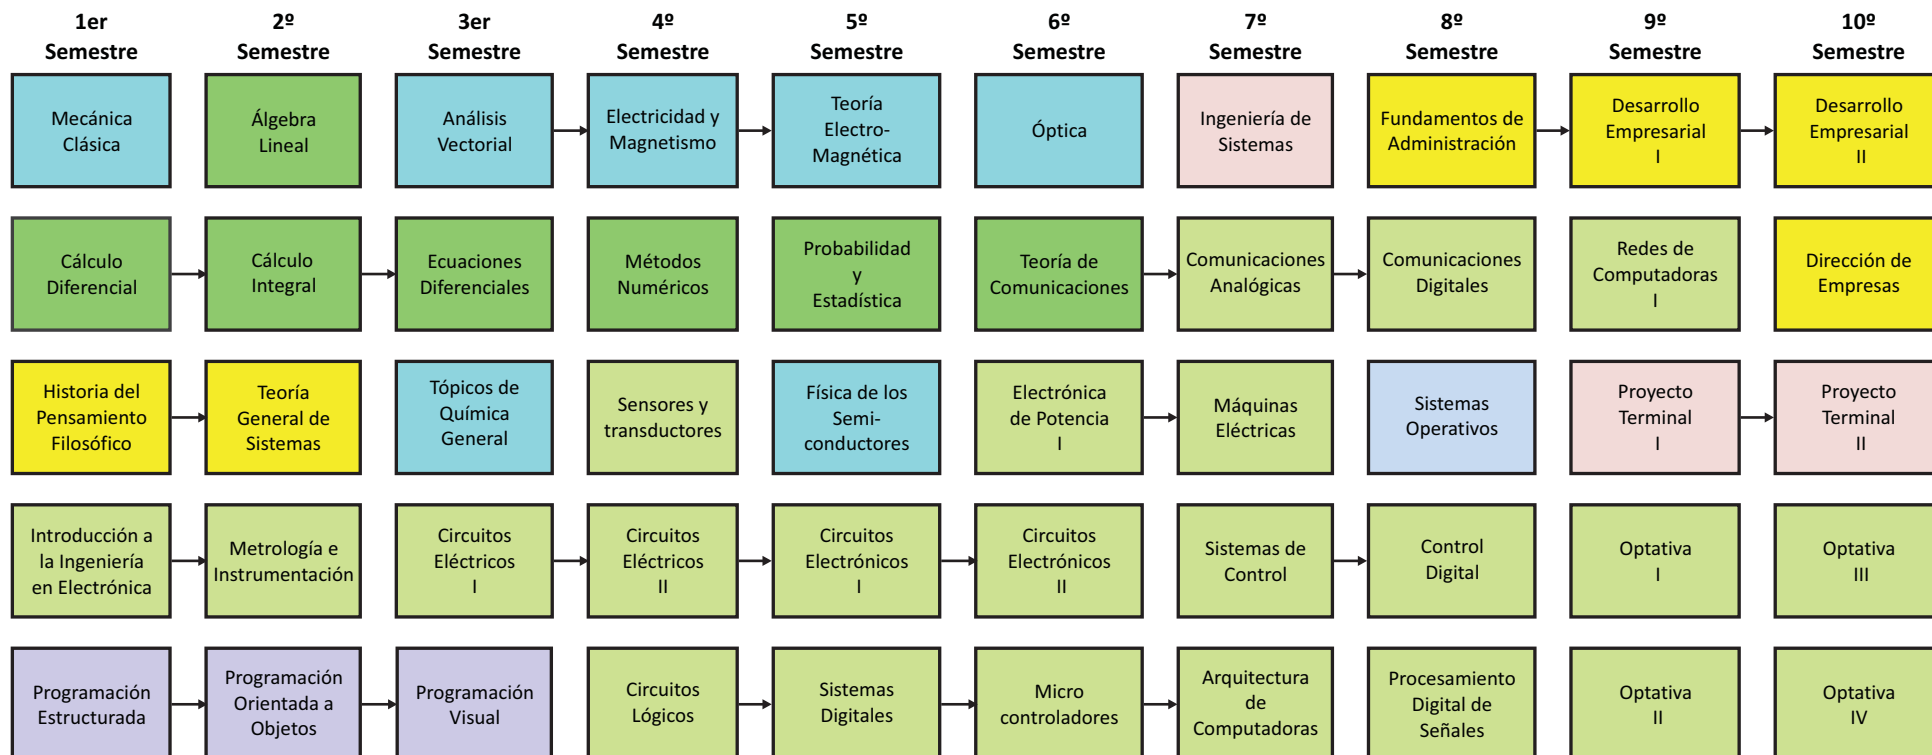 1er
Semestre
2º
Semestre
3er
Semestre
4º
Semestre
5º
Semestre
6º
Semestre
7º
Semestre
8º
Semestre
9º
Semestre
10º
Semestre
Mecánica
Clásica
Álgebra
Lineal
Análisis
Vectorial
Electricidad y
Magnetismo
Teoría
Electro-
Magnética
Óptica
Ingeniería de
Sistemas
Fundamentos de
Administración
Desarrollo
Empresarial
I
Desarrollo
Empresarial
II
Cálculo
Diferencial
Cálculo
Integral
Ecuaciones
Diferenciales
Métodos
Numéricos
Probabilidad
y
Estadística
Teoría de
Comunicaciones
Comunicaciones
Analógicas
Comunicaciones
Digitales
Redes de
Computadoras
I
Dirección de
Empresas
Historia del
Pensamiento
Filosófico
Teoría
General de
Sistemas
Tópicos de
Química
General
Sensores y
transductores
Física de los
Semi-
conductores
Electrónica
de Potencia
I
Máquinas
Eléctricas
Sistemas
Operativos
Proyecto
Terminal
I
Proyecto
Terminal
II
Introducción a
la Ingeniería
en Electrónica
Metrología e
Instrumentación
Circuitos
Eléctricos
I
Circuitos
Eléctricos
II
Circuitos
Electrónicos
I
Circuitos
Electrónicos
II
Sistemas de
Control
Control
Digital
Optativa
I
Optativa
III
Programación
Estructurada
Programación
Orientada a
Objetos
Programación
Visual
Circuitos
Lógicos
Sistemas
Digitales
Micro
controladores
Arquitectura
de
Computadoras
Procesamiento
Digital de
Señales
Optativa
II
Optativa
IV